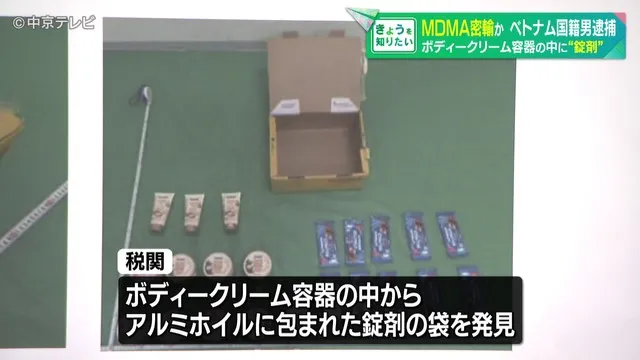 ©中京テレビ
きょうを
知りたい
MDMA密輸か ベトナム国籍男逮捕
ボディークリーム容器の中に“錠剤”
税関
ボディークリーム容器の中から
アルミホイルに包まれた錠剤の袋を発見